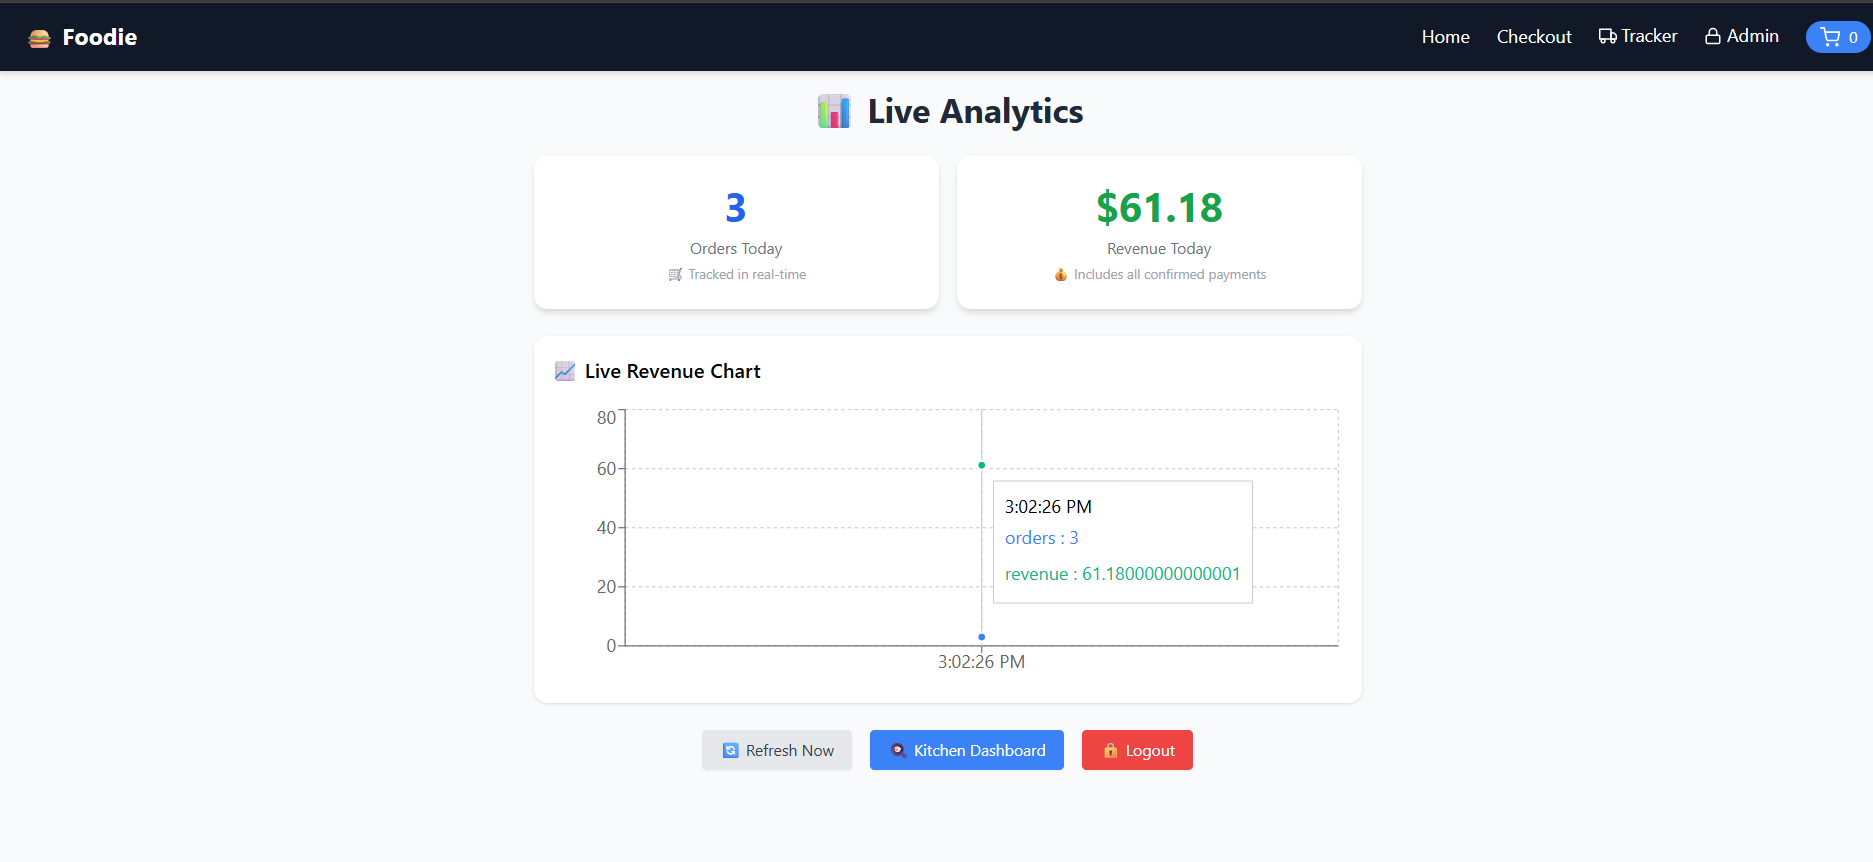 Foodie
Home Checkout Tracker Admin 0
Live Analytics
3
Orders Today
Tracked in real-time
$61.18
Revenue Today
Includes all confirmed payments
Live Revenue Chart
80
60
40
20
0
3:02:26 PM
orders : 3
revenue : 61.18000000000001
3:02:26 PM
Refresh Now
Kitchen Dashboard
Logout